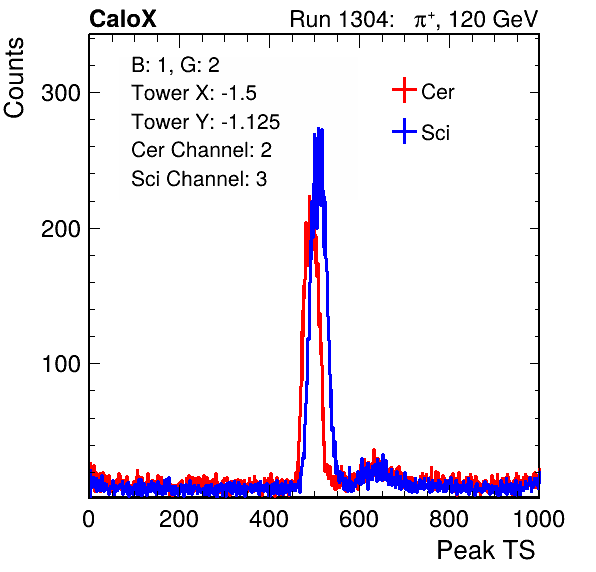 CaloX Run 1304: π⁺, 120 GeV
Counts
B: 1, G: 2
Tower X: -1.5
Tower Y: -1.125
Cer Channel: 2
Sci Channel: 3
Cer
Sci
300
200
100
0 200 400 600 800 1000
Peak TS